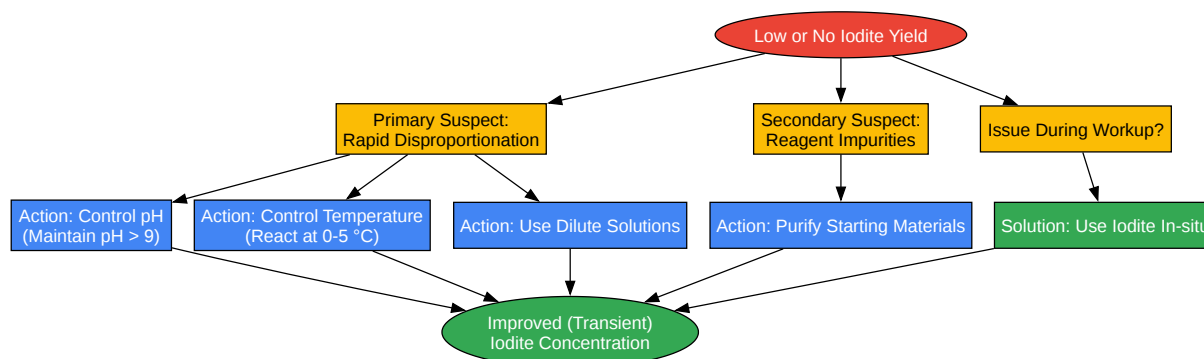 Low or No Iodite Yield
Primary Suspect:
Rapid Disproportionation
Secondary Suspect:
Reagent Impurities
Issue During Workup?
Action: Control pH
(Maintain pH > 9)
Action: Control Temperature
(React at 0-5 °C)
Action: Use Dilute Solutions
Action: Purify Starting Materials
Solution: Use Iodite In-situ
Improved (Transient)
Iodite Concentration